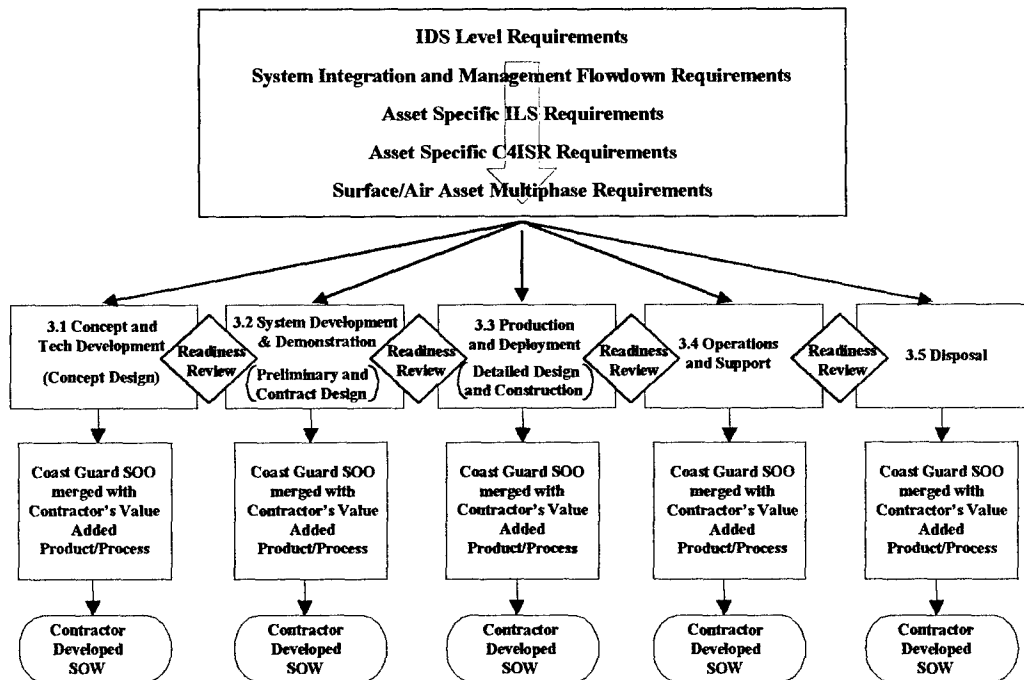 IDS Level Requirements
System Integration and Management Flowdown Requirements
Asset Specific ILS Requirements
Asset Specific C4ISR Requirements
Surface/Air Asset Multiphase Requirements
3.1 Concept and
Tech Development
(Concept Design)
Readiness
Review
3.2 System Development
& Demonstration
(Preliminary and
Contract Design)
Readiness
Review
3.3 Production
and Deployment
(Detailed Design
and Construction)
Readiness
Review
3.4 Operations
and Support
Readiness
Review
3.5 Disposal
Coast Guard SOO
merged with
Contractor's Value
Added
Product/Process
Coast Guard SOO
merged with
Contractor's Value
Added
Product/Process
Coast Guard SOO
merged with
Contractor's Value
Added
Product/Process
Coast Guard SOO
merged with
Contractor's Value
Added
Product/Process
Coast Guard SOO
merged with
Contractor's Value
Added
Product/Process
Contractor
Developed
SOW
Contractor
Developed
SOW
Contractor
Developed
SOW
Contractor
Developed
SOW
Contractor
Developed
SOW